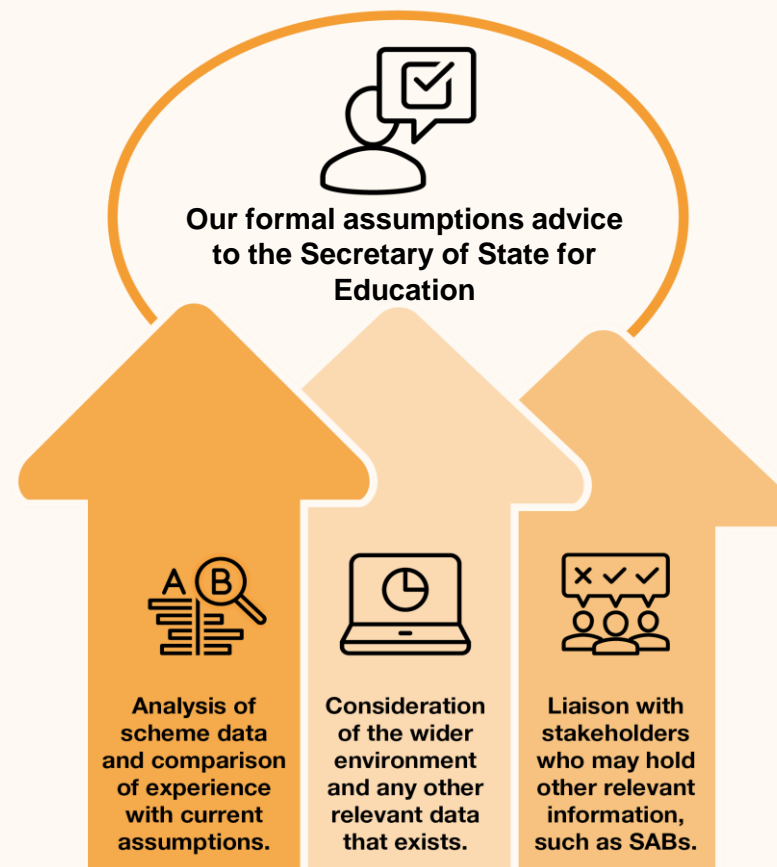 Our formal assumptions advice
to the Secretary of State for
Education
A B
Analysis of
scheme data
and comparison
of experience
with current
assumptions.
Consideration
of the wider
environment
and any other
relevant data
that exists.
Liaison with
stakeholders
who may hold
other relevant
information,
such as SABs.